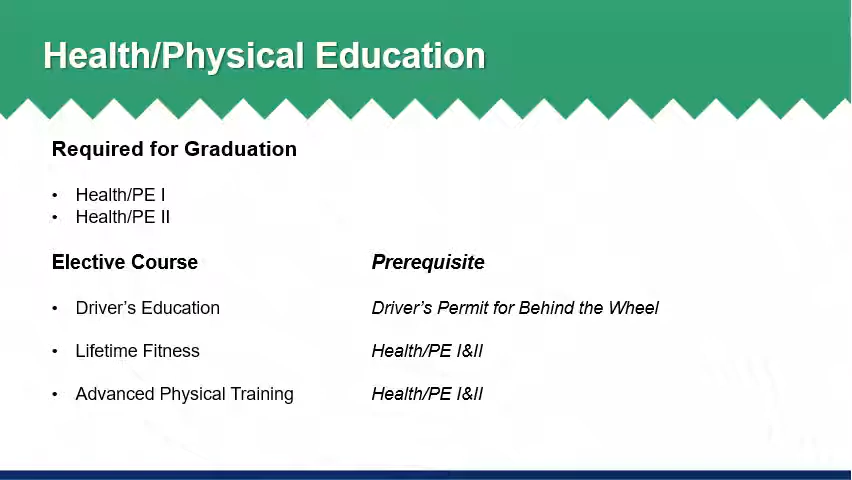 Health/Physical Education
Required for Graduation
• Health/PE I
• Health/PE II
Elective Course Prerequisite
• Driver’s Education Driver’s Permit for Behind the Wheel
• Lifetime Fitness Health/PE I&II
• Advanced Physical Training Health/PE I&II